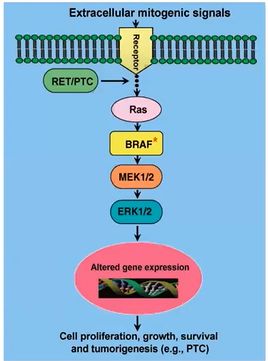 Extracellular mitogenic signals
Receptor
RET/PTC
Ras
BRAF*
MEK1/2
ERK1/2
Altered gene expression
Cell proliferation, growth, survival
and tumorigenesis (e.g., PTC)